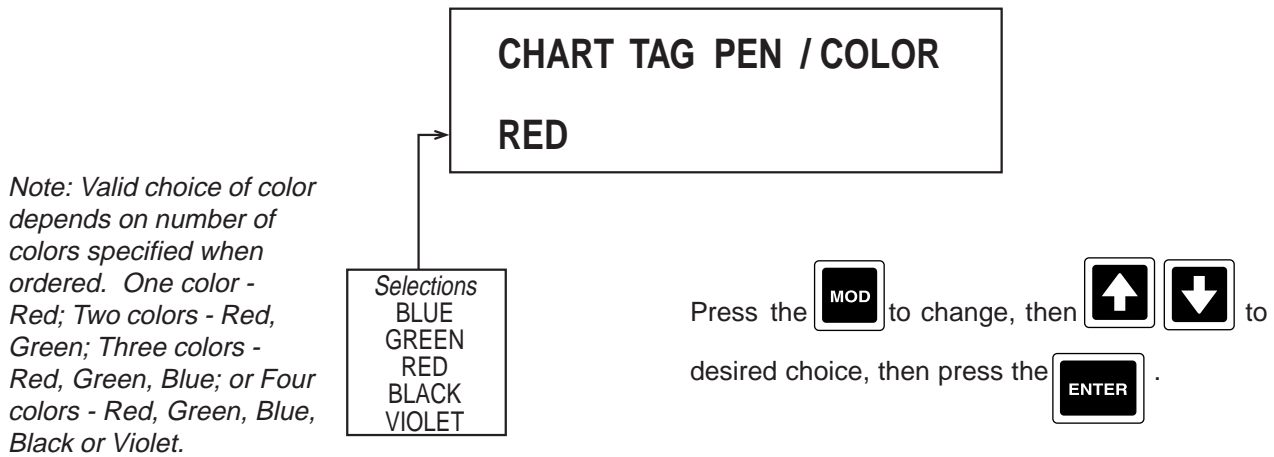 CHART TAG PEN / COLOR
RED
Note: Valid choice of color
depends on number of
colors specified when
ordered. One color -
Red; Two colors - Red,
Green; Three colors -
Red, Green, Blue; or Four
colors - Red, Green, Blue,
Black or Violet.
Selections
BLUE
GREEN
RED
BLACK
VIOLET
Press the MOD to change, then to
desired choice, then press the ENTER .